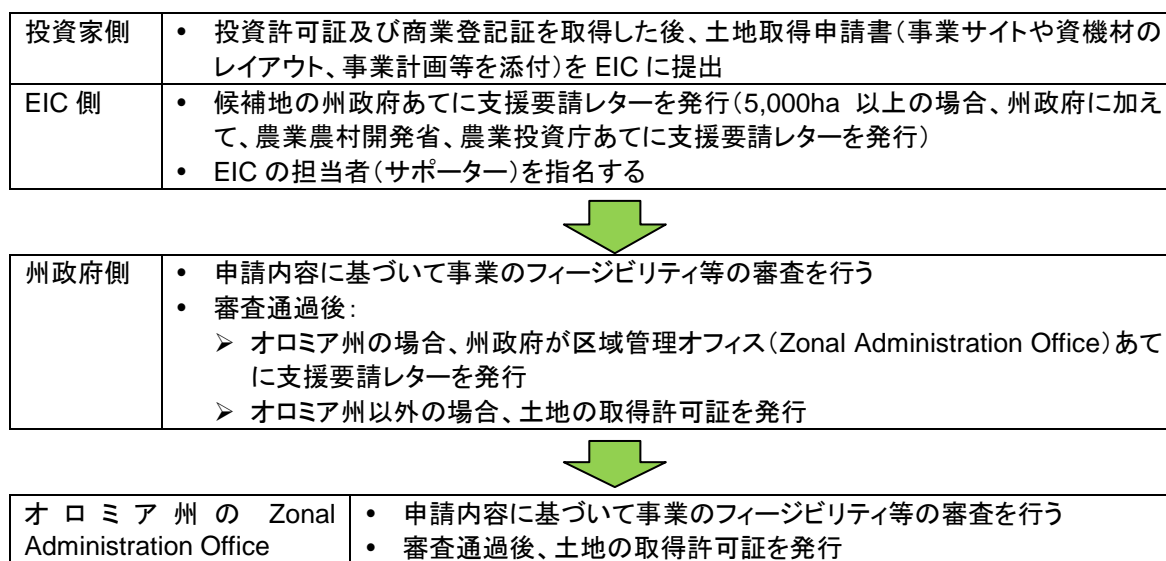 投資家側 • 投資許可証及び商業登記証を取得した後、土地取得申請書（事業サイトや資機材の
レイアウト、事業計画等を添付）を EIC に提出
EIC 側 • 候補地の州政府あてに支援要請レターを発行（5,000ha 以上の場合、州政府に加え
て、農業農村開発省、農業投資庁あてに支援要請レターを発行）
• EIC の担当者（サポーター）を指名する
州政府側 • 申請内容に基づいて事業のフィージビリティ等の審査を行う
• 審査通過後：
➢ オロミア州の場合、州政府が区域管理オフィス（Zonal Administration Office）あて
に支援要請レターを発行
➢ オロミア州以外の場合、土地の取得許可証を発行
オロミア州の Zonal • 申請内容に基づいて事業のフィージビリティ等の審査を行う
Administration Office • 審査通過後、土地の取得許可証を発行